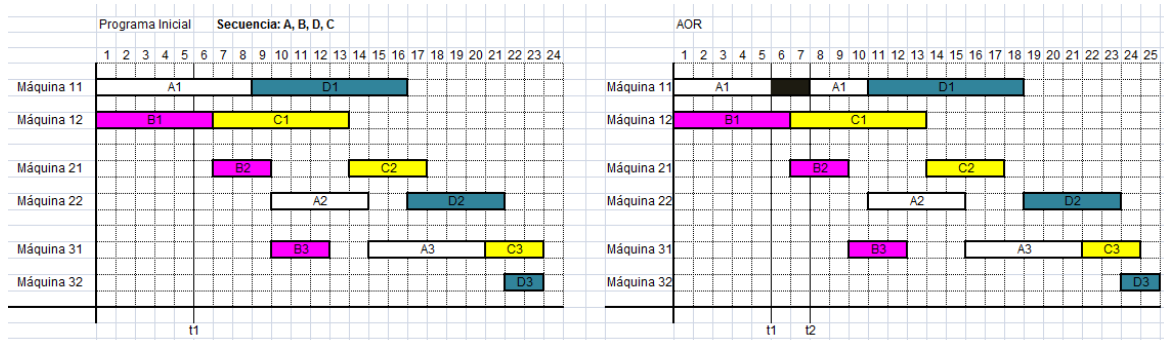 Programa Inicial Secuencia: A, B, D, C
1 2 3 4 5 6 7 8 9 10 11 12 13 14 15 16 17 18 19 20 21 22 23 24
Máquina 11 A1 D1
Máquina 12 B1 C1
Máquina 21 B2 C2
Máquina 22 A2 D2
Máquina 31 B3 A3 C3
Máquina 32 D3
t1
AOR
1 2 3 4 5 6 7 8 9 10 11 12 13 14 15 16 17 18 19 20 21 22 23 24 25
Máquina 11 A1 A1 D1
Máquina 12 B1 C1
Máquina 21 B2 C2
Máquina 22 A2 D2
Máquina 31 B3 A3 C3
Máquina 32 D3
t1 t2